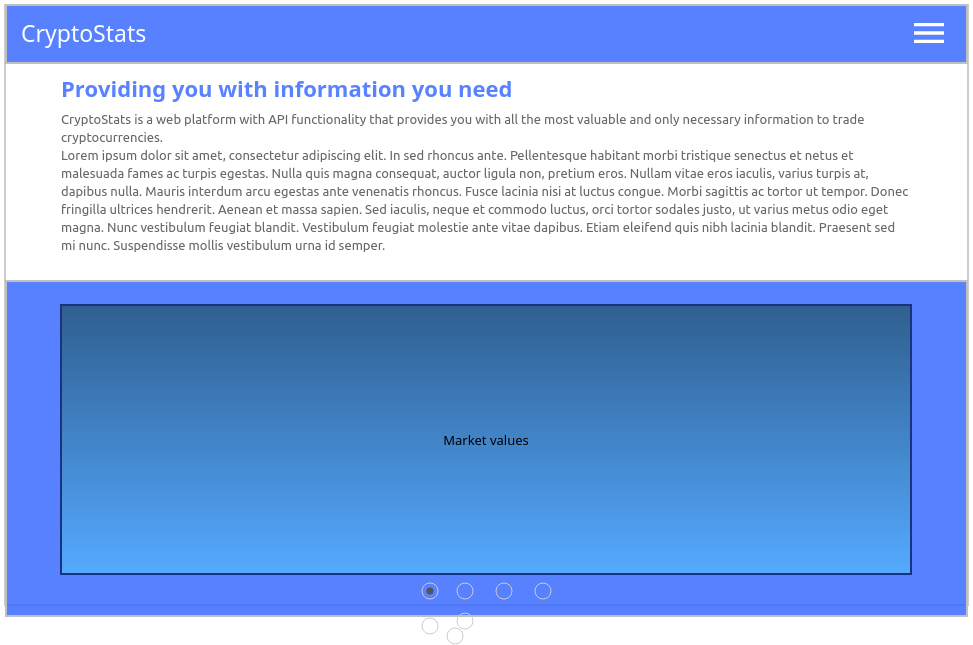 CryptoStats
Providing you with information you need
CryptoStats is a web platform with API functionality that provides you with all the most valuable and only necessary information to trade
cryptocurrencies.
Lorem ipsum dolor sit amet, consectetur adipiscing elit. In sed rhoncus ante. Pellentesque habitant morbi tristique senectus et netus et
malesuada fames ac turpis egestas. Nulla quis magna consequat, auctor ligula non, pretium eros. Nullam vitae eros iaculis, varius turpis at,
dapibus nulla. Mauris interdum arcu egestas ante venenatis rhoncus. Fusce lacinia nisi at luctus congue. Morbi sagittis ac tortor ut tempor. Donec
fringilla ultrices hendrerit. Aenean et massa sapien. Sed iaculis, neque et commodo luctus, orci tortor sodales justo, ut varius metus odio eget
magna. Nunc vestibulum feugiat blandit. Vestibulum feugiat molestie ante vitae dapibus. Etiam eleifend quis nibh lacinia blandit. Praesent sed
mi nunc. Suspendisse mollis vestibulum urna id semper.
Market values